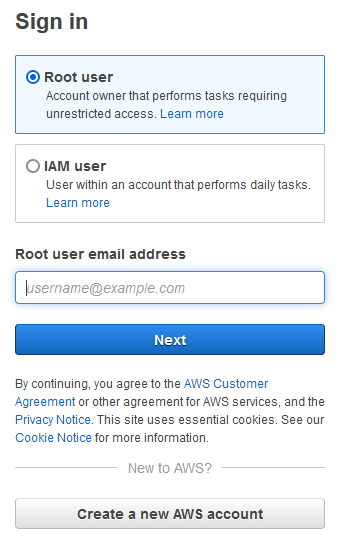 Sign in
Root user
Account owner that performs tasks requiring
unrestricted access. Learn more
IAM user
User within an account that performs daily tasks.
Learn more
Root user email address
username@example.com
Next
By continuing, you agree to the AWS Customer
Agreement or other agreement for AWS services, and the
Privacy Notice. This site uses essential cookies. See our
Cookie Notice for more information.
New to AWS?
Create a new AWS account